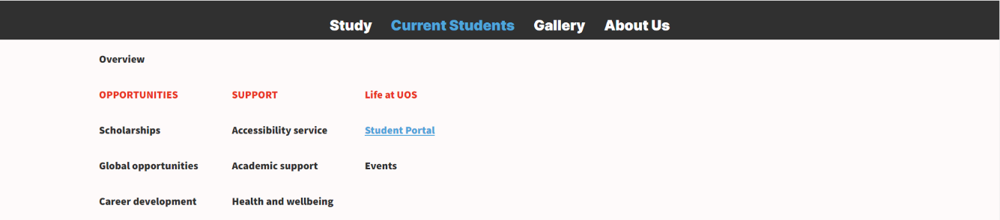 Study Current Students Gallery About Us
Overview
OPPORTUNITIES SUPPORT Life at UOS
Scholarships Accessibility service Student Portal
Global opportunities Academic support Events
Career development Health and wellbeing